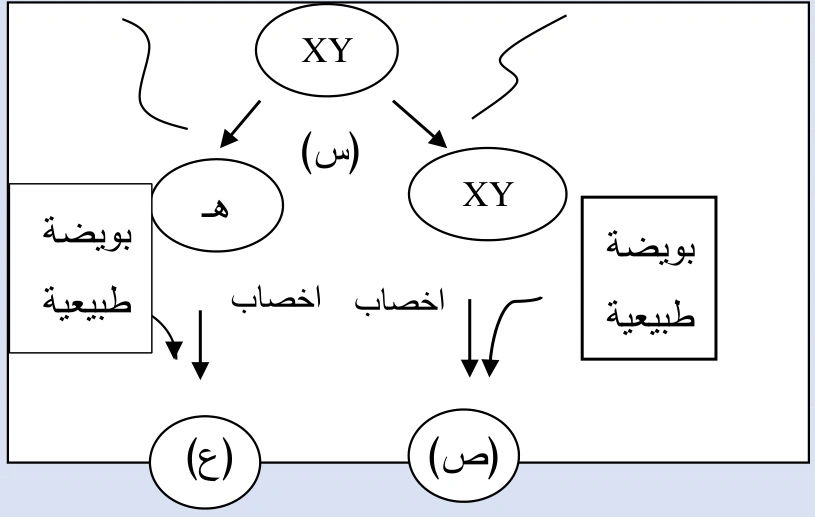 XY
(س)
هـ
XY
بويضة
طبيعية
بويضة
طبيعية
اخصاب
اخصاب
(ص)
(ع)